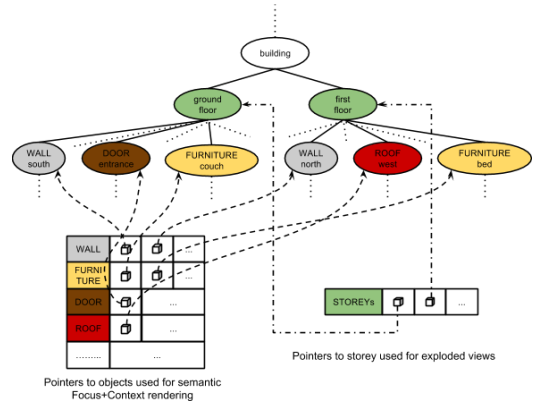 building
ground
floor
first
floor
WALL
south
DOOR
entrance
FURNITURE
couch
WALL
north
ROOF
west
FURNITURE
bed
WALL
...
FURNI
TURE
...
DOOR
...
ROOF
...
.........
...
STOREYs
...
Pointers to objects used for semantic
Focus+Context rendering
Pointers to storey used for exploded views